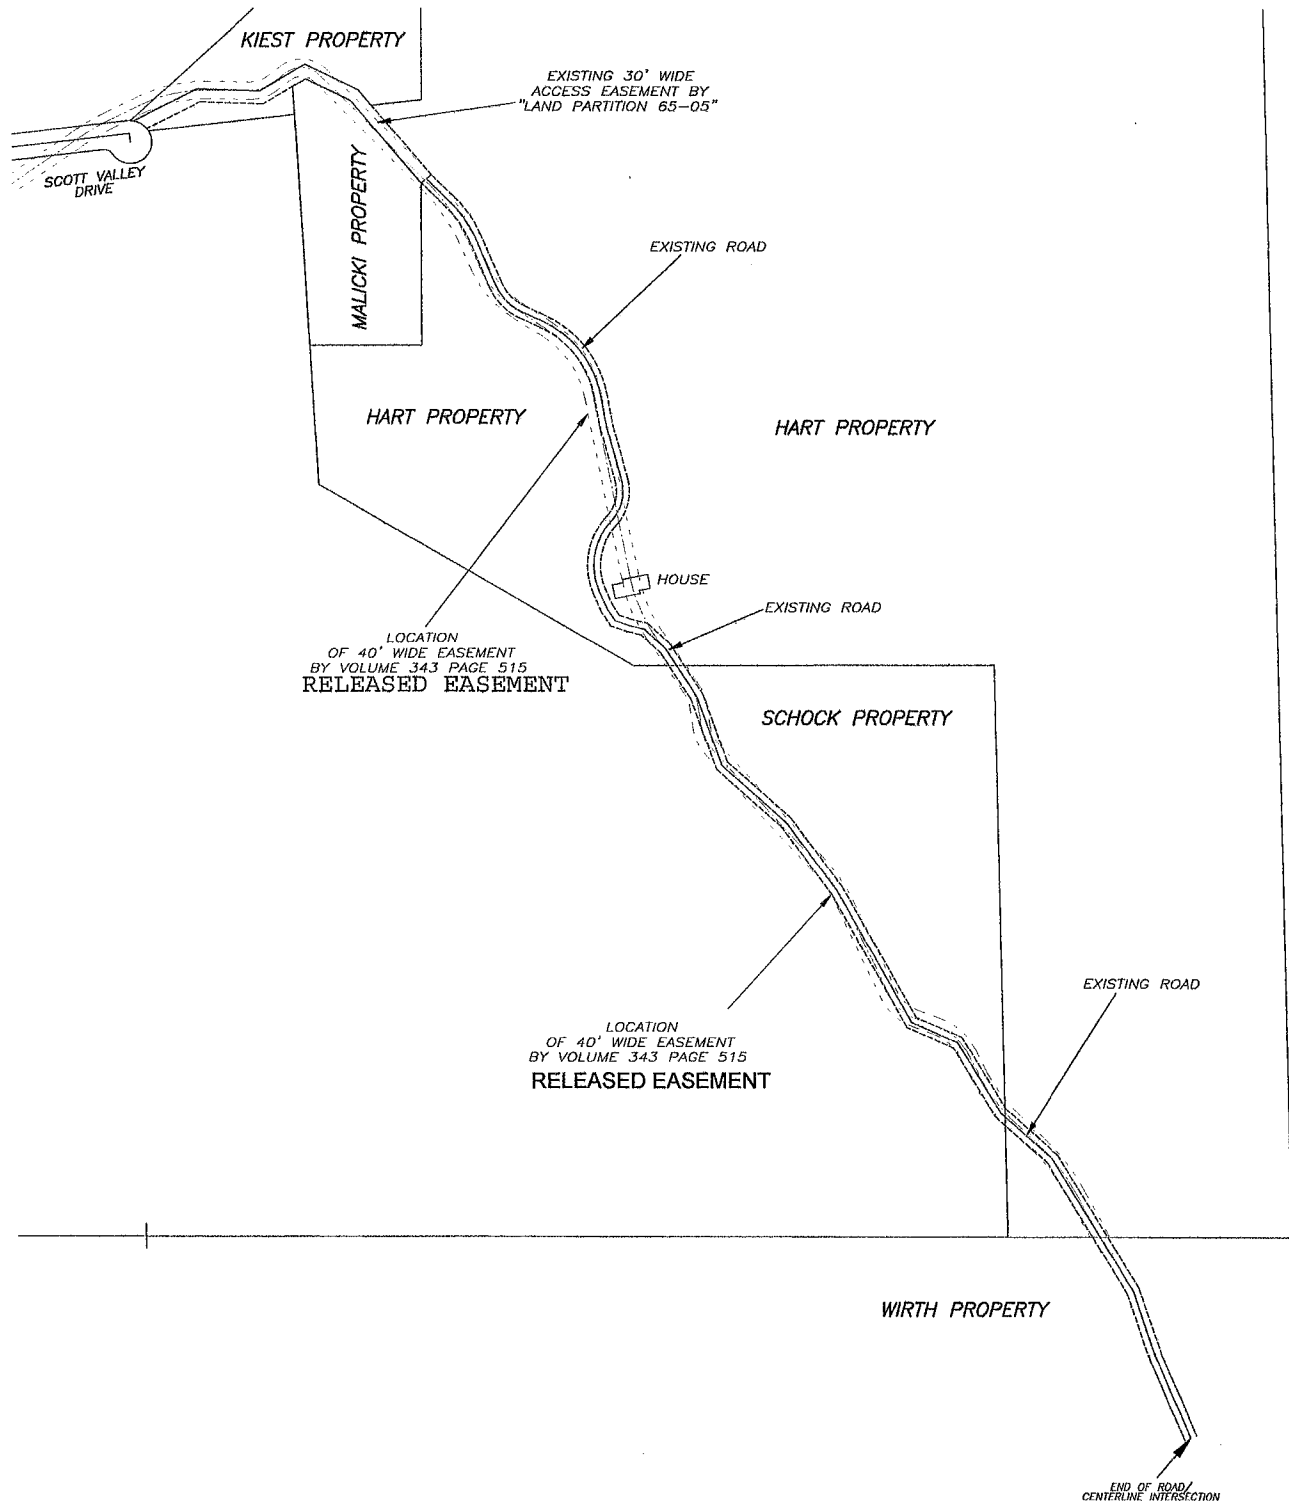 KIEST PROPERTY
EXISTING 30' WIDE
ACCESS EASEMENT BY
"LAND PARTITION 65-05"
SCOTT VALLEY
DRIVE
MALICKI PROPERTY
EXISTING ROAD
HART PROPERTY
HART PROPERTY
HOUSE
EXISTING ROAD
LOCATION
OF 40' WIDE EASEMENT
BY VOLUME 343 PAGE 515
RELEASED EASEMENT
SCHOCK PROPERTY
EXISTING ROAD
LOCATION
OF 40' WIDE EASEMENT
BY VOLUME 343 PAGE 515
RELEASED EASEMENT
WIRTH PROPERTY
END OF ROAD/
CENTERLINE INTERSECTION